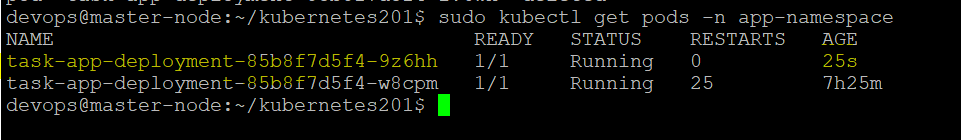 devops@master-node:~/kubernetes201$ sudo kubectl get pods -n app-namespace
NAME READY STATUS RESTARTS AGE
task-app-deployment-85b8f7d5f4-9z6hh 1/1 Running 0 25s
task-app-deployment-85b8f7d5f4-w8cpm 1/1 Running 25 7h25m
devops@master-node:~/kubernetes201$